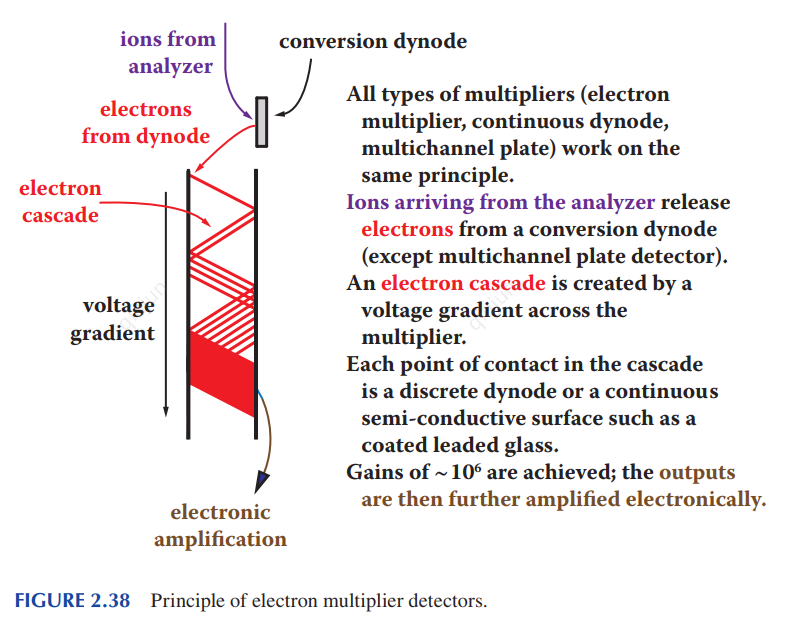 ions from
analyzer
conversion dynode
electrons
from dynode
electron
cascade
voltage
gradient
electronic
amplification
All types of multipliers (electron
multiplier, continuous dynode,
multichannel plate) work on the
same principle.
Ions arriving from the analyzer release
electrons from a conversion dynode
(except multichannel plate detector).
An electron cascade is created by a
voltage gradient across the
multiplier.
Each point of contact in the cascade
is a discrete dynode or a continuous
semi-conductive surface such as a
coated leaded glass.
Gains of ~10⁶ are achieved; the outputs
are then further amplified electronically.
FIGURE 2.38 Principle of electron multiplier detectors.